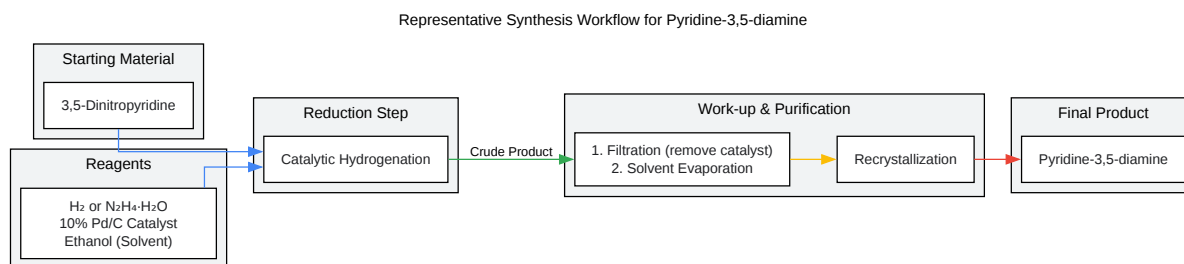 Representative Synthesis Workflow for Pyridine-3,5-diamine
Starting Material
3,5-Dinitropyridine
Reagents
H₂ or N₂H₄·H₂O
10% Pd/C Catalyst
Ethanol (Solvent)
Reduction Step
Catalytic Hydrogenation
Crude Product
Work-up & Purification
1. Filtration (remove catalyst)
2. Solvent Evaporation
Recrystallization
Final Product
Pyridine-3,5-diamine